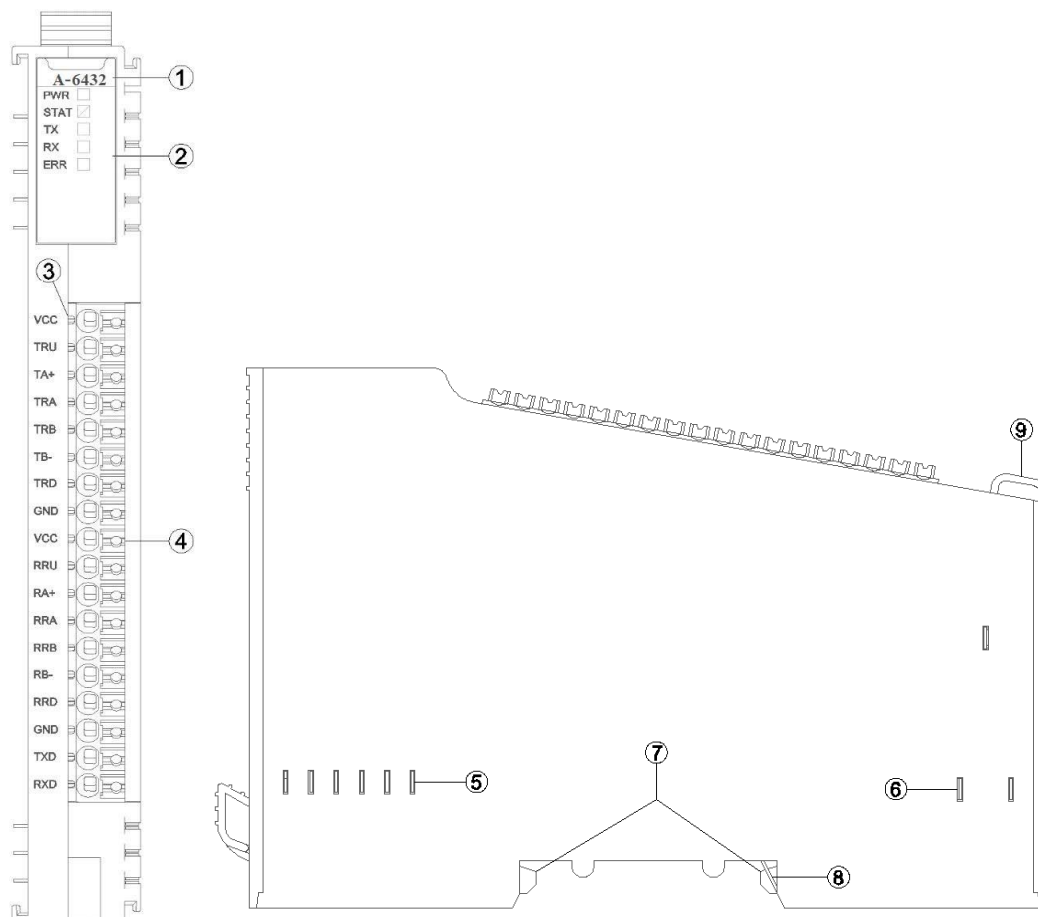 A-6432
①
PWR
STAT
TX
②
RX
ERR
③
VCC
TRU
TA+
TRA
TRB
TB-
TRD
GND
VCC
④
RRU
RA+
RRA
RRB
RB-
RRD
GND
TXD
RXD
⑨
⑦
⑤
⑥
⑧